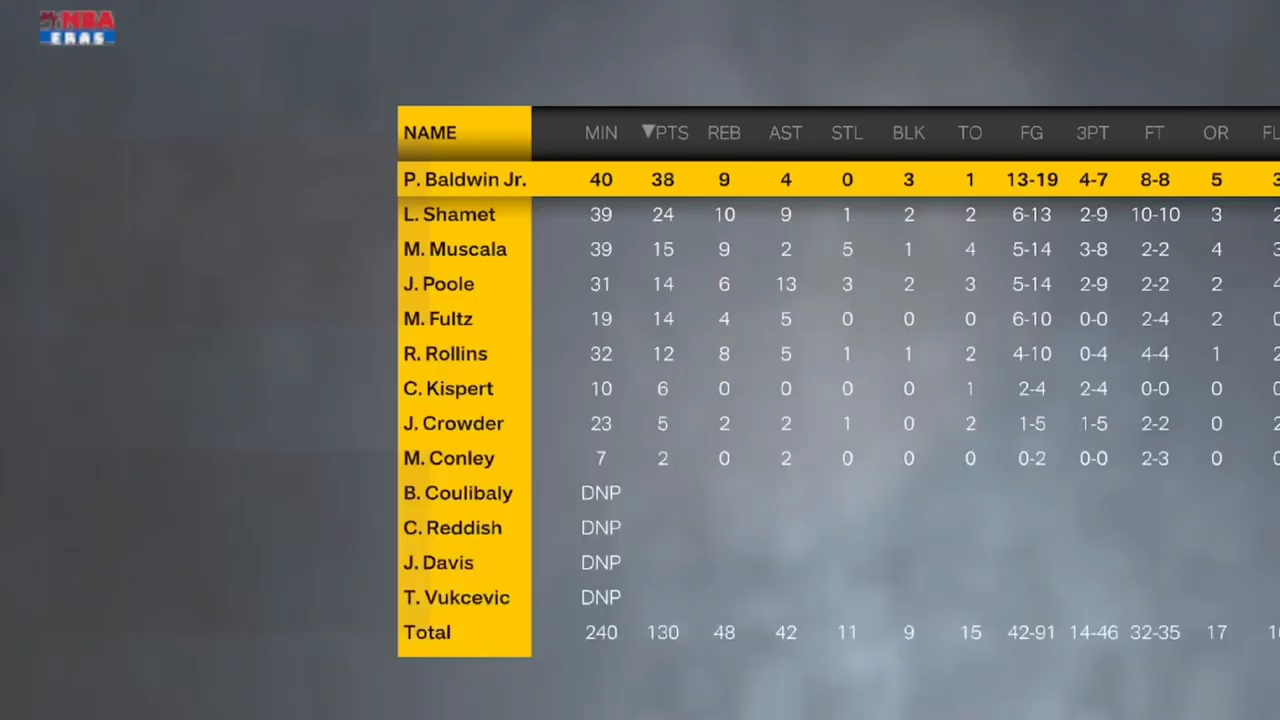 NBA
ERAS
NAME MIN ▼PTS REB AST STL BLK TO FG 3PT FT OR
P. Baldwin Jr. 40 38 9 4 0 3 1 13-19 4-7 8-8 5
L. Shamet 39 24 10 9 1 2 2 6-13 2-9 10-10 3
M. Muscala 39 15 9 2 5 1 4 5-14 3-8 2-2 4
J. Poole 31 14 6 13 3 2 3 5-14 2-9 2-2 2
M. Fultz 19 14 4 5 0 0 0 6-10 0-0 2-4 2
R. Rollins 32 12 8 5 1 1 2 4-10 0-4 4-4 1
C. Kispert 10 6 0 0 0 0 1 2-4 2-4 0-0 0
J. Crowder 23 5 2 2 1 0 2 1-5 1-5 2-2 0
M. Conley 7 2 0 2 0 0 0 0-2 0-0 2-3 0
B. Coulibaly DNP
C. Reddish DNP
J. Davis DNP
T. Vukcevic DNP
Total 240 130 48 42 11 9 15 42-91 14-46 32-35 17